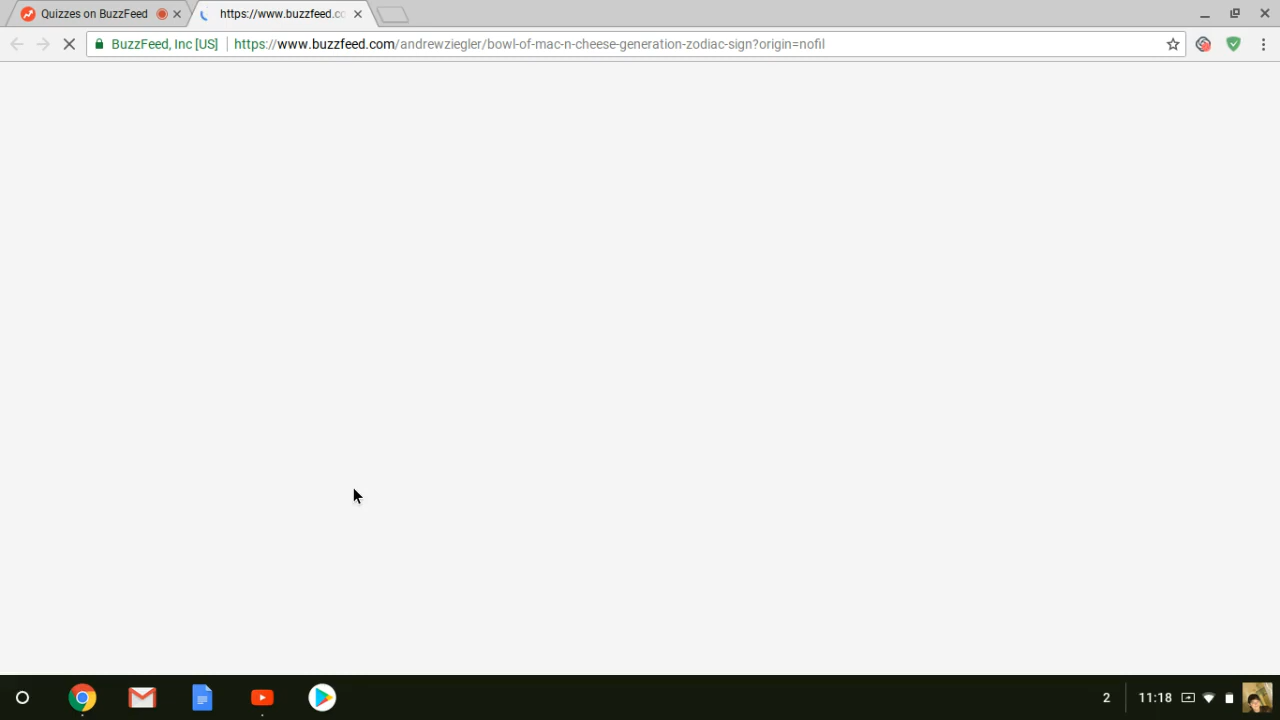 Quizzes on BuzzFeed
https://www.buzzfeed.c
BuzzFeed, Inc [US]
https://www.buzzfeed.com/andrewziegler/bowl-of-mac-n-cheese-generation-zodiac-sign?origin=nofil
2
11:18